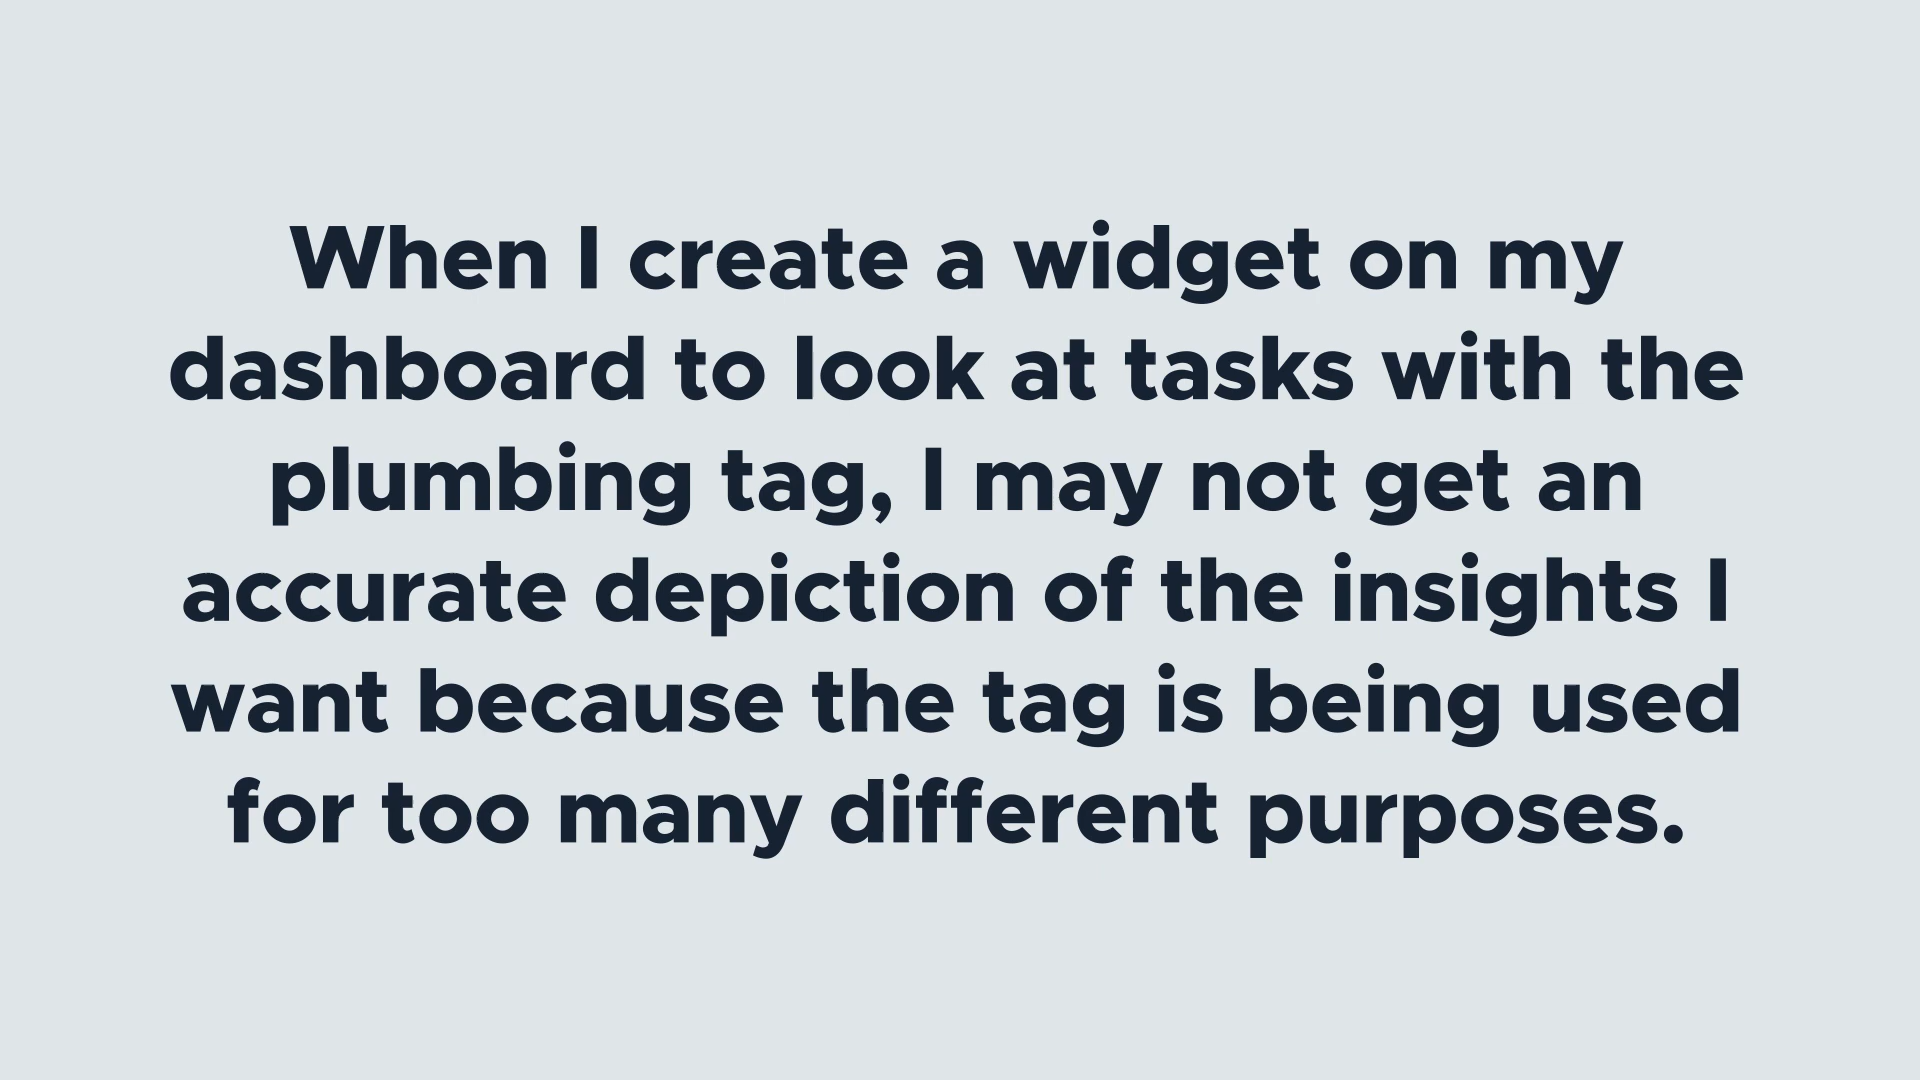 When I create a widget on my
dashboard to look at tasks with the
plumbing tag, I may not get an
accurate depiction of the insights I
want because the tag is being used
for too many different purposes.